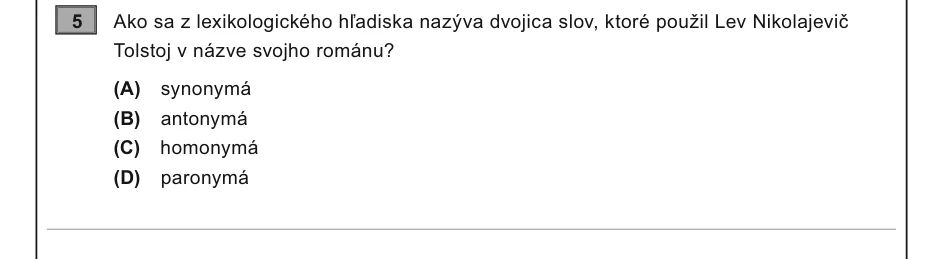 5 Ako sa z lexikologického hľadiska nazýva dvojica slov, ktoré použil Lev Nikolajevič
Tolstoj v názve svojho románu?
(A) synonymá
(B) antonymá
(C) homonymá
(D) paronymá